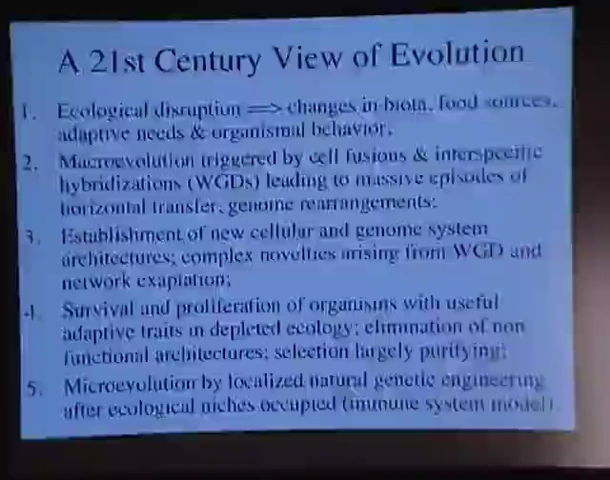 A 21st Century View of Evolution
1. Ecological disruption ==> changes in biota, food sources,
adaptive needs & organismal behavior;
2. Macroevolution triggered by cell fusions & interspecific
hybridizations (WGDs) leading to massive episodes of
horizontal transfer, genome rearrangements;
3. Establishment of new cellular and genome system
architectures; complex novelties arising from WGD and
network exaptation;
4. Survival and proliferation of organisms with useful
adaptive traits in depleted ecology; elimination of non
functional architectures; selection largely purifying;
5. Microevolution by localized natural genetic engineering
after ecological niches occupied (immune system model).